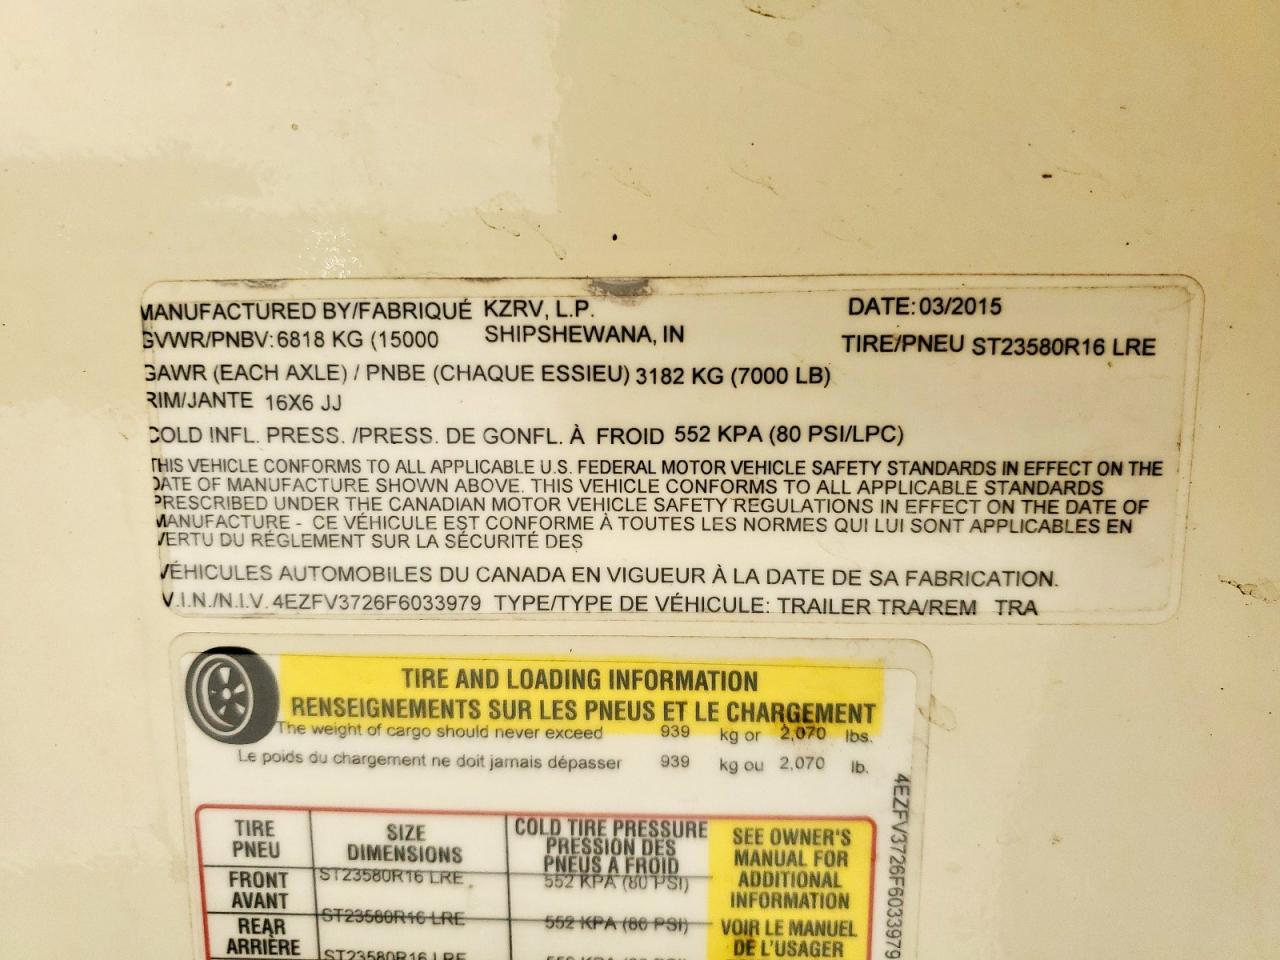 MANUFACTURED BY/FABRIQUÉ KZRV, L.P. DATE: 03/2015
GVWR/PNBV: 6818 KG (15000 SHIPSHEWANA, IN TIRE/PNEU ST23580R16 LRE
GAWR (EACH AXLE) / PNBE (CHAQUE ESSIEU) 3182 KG (7000 LB)
RIM/JANTE 16X6 JJ
COLD INFL. PRESS. /PRESS. DE GONFL. À FROID 552 KPA (80 PSI/LPC)
THIS VEHICLE CONFORMS TO ALL APPLICABLE U.S. FEDERAL MOTOR VEHICLE SAFETY STANDARDS IN EFFECT ON THE
DATE OF MANUFACTURE SHOWN ABOVE. THIS VEHICLE CONFORMS TO ALL APPLICABLE STANDARDS
PRESCRIBED UNDER THE CANADIAN MOTOR VEHICLE SAFETY REGULATIONS IN EFFECT ON THE DATE OF
MANUFACTURE - CE VÉHICULE EST CONFORME À TOUTES LES NORMES QUI LUI SONT APPLICABLES EN
VERTU DU RÉGLEMENT SUR LA SÉCURITÉ DES
VÉHICULES AUTOMOBILES DU CANADA EN VIGUEUR À LA DATE DE SA FABRICATION.
V.I.N./N.I.V. 4EZFV3726F6033979 TYPE/TYPE DE VÉHICULE: TRAILER TRA/REM TRA
TIRE AND LOADING INFORMATION
RENSEIGNEMENTS SUR LES PNEUS ET LE CHARGEMENT
The weight of cargo should never exceed 939 kg or 2,070 lbs.
Le poids du chargement ne doit jamais dépasser 939 kg ou 2,070 lb.
4EZFV3726F6033979
TIRE PNEU
SIZE DIMENSIONS
COLD TIRE PRESSURE
PRESSION DES
PNEUS A FROID
SEE OWNER'S
MANUAL FOR
ADDITIONAL
INFORMATION
FRONT AVANT
ST23580R16 LRE 552 KPA (80 PSI)
REAR ARRIÈRE
ST23580R16 LRE 552 KPA (80 PSI)
VOIR LE MANUEL
DE L'USAGER
ST23580R16 LRE